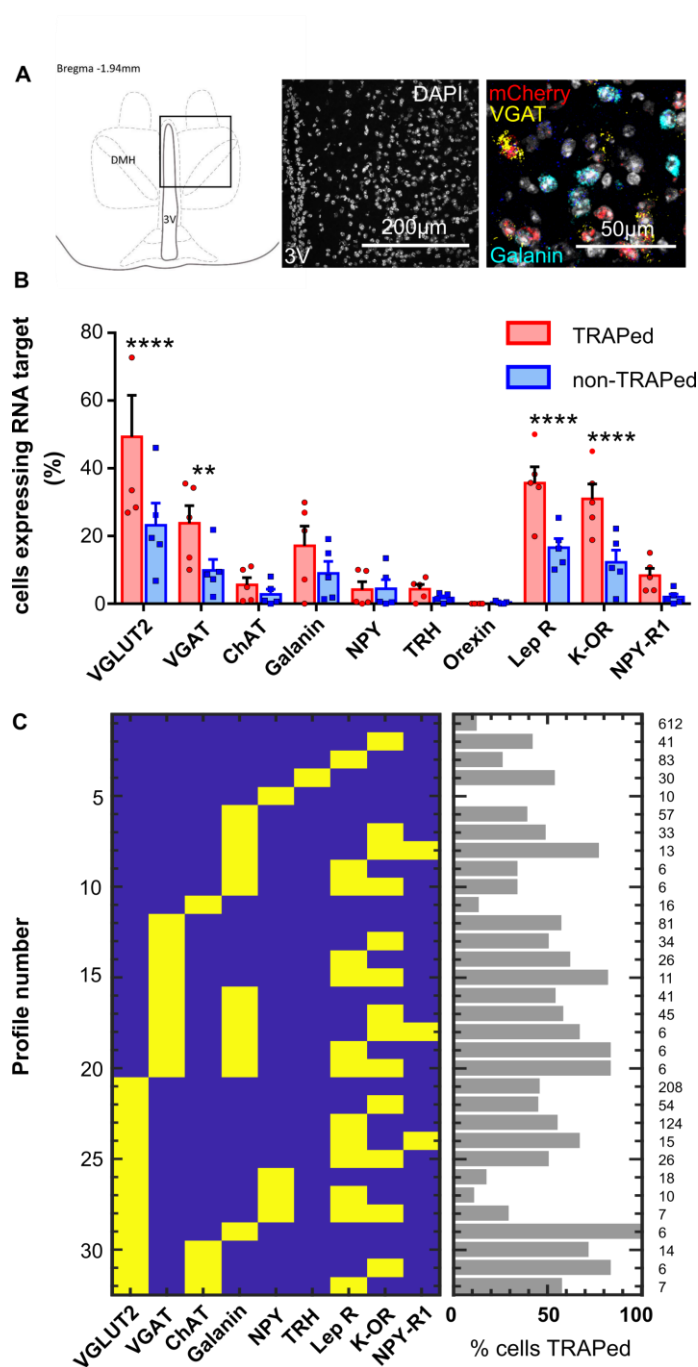 A
Bregma -1.94mm
DMH
3V
DAPI
200µm
3V
mCherry
VGAT
50µm
Galanin
B
cells expressing RNA target
(%)
80
60
40
20
0
****
**
****
****
TRAPed
non-TRAPed
VGLUT2
VGAT
ChAT
Galanin
NPY
TRH
Orexin
Lep R
K-OR
NPY-R1
C
Profile number
5
10
15
20
25
30
612
41
83
30
10
57
33
13
6
6
16
81
34
26
11
41
45
6
6
6
208
54
124
15
26
18
10
7
6
14
6
7
VGLUT2
VGAT
ChAT
Galanin
NPY
TRH
Lep R
K-OR
NPY-R1
0 50 100
% cells TRAPed